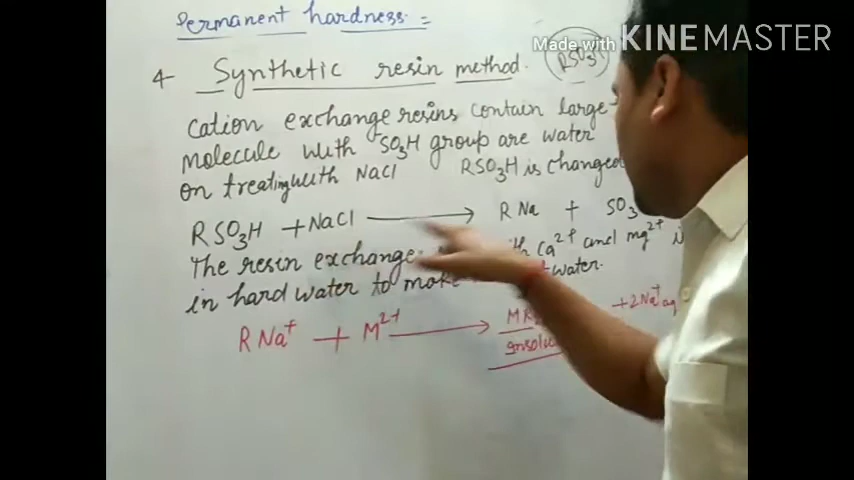 Permanent hardness =
Made with KINEMASTER
4- Synthetic resin method. RSO3
Cation exchange resins contain large
molecule with SO3H group are water
on treating with NaCl RSO3H is changed
RSO3H + NaCl → RNa + SO3
The resin exchange with Ca2+ and mg2+
in hard water to make water.
RNa+ + M2+ → MR +2Na+ aq